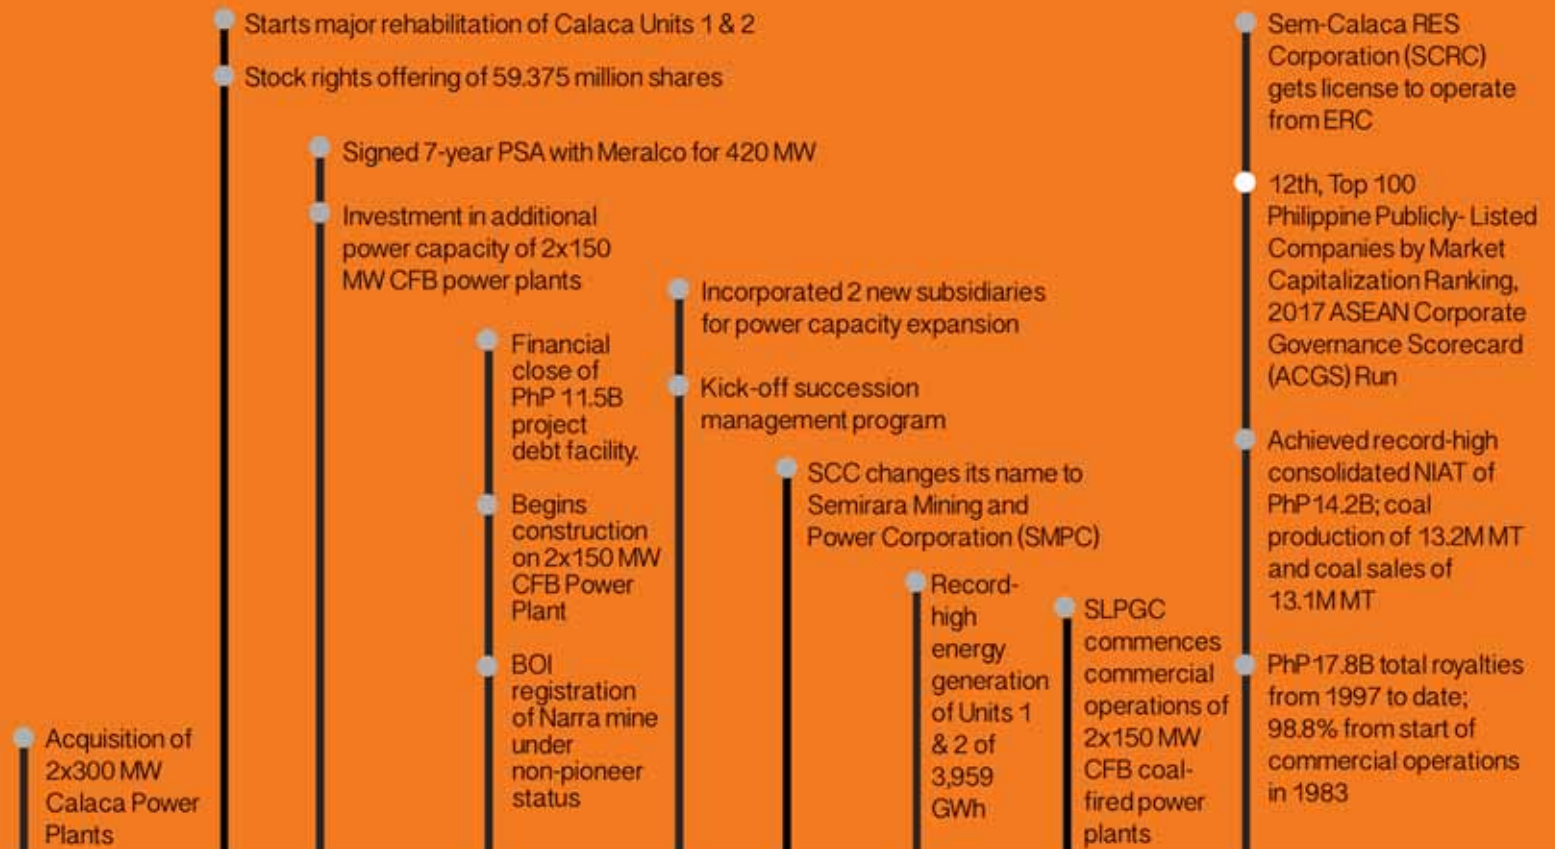 Starts major rehabilitation of Calaca Units 1 & 2
Stock rights offering of 59.375 million shares
Signed 7-year PSA with Meralco for 420 MW
Investment in additional
power capacity of 2x150
MW CFB power plants
Financial
close of
PhP 11.5B
project
debt facility.
Begins
construction
on 2x150 MW
CFB Power
Plant
BOI
registration
of Narra mine
under
non-pioneer
status
Incorporated 2 new subsidiaries
for power capacity expansion
Kick-off succession
management program
SCC changes its name to
Semirara Mining and
Power Corporation (SMPC)
Record-
high
energy
generation
of Units 1
& 2 of
3,959
GWh
SLPGC
commences
commercial
operations of
2x150 MW
CFB coal-
fired power
plants
Sem-Calaca RES
Corporation (SCRC)
gets license to operate
from ERC
12th, Top 100
Philippine Publicly- Listed
Companies by Market
Capitalization Ranking,
2017 ASEAN Corporate
Governance Scorecard
(ACGS) Run
Achieved record-high
consolidated NIAT of
PhP14.2B; coal
production of 13.2M MT
and coal sales of
13.1M MT
PhP17.8B total royalties
from 1997 to date;
98.8% from start of
commercial operations
in 1983
Acquisition of
2x300 MW
Calaca Power
Plants